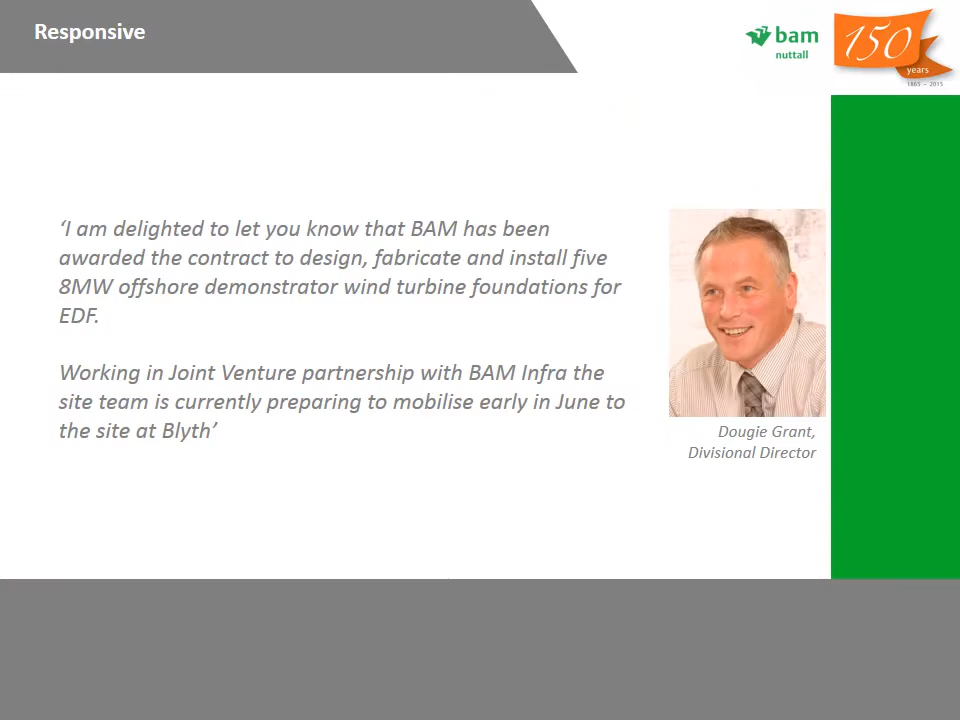 Responsive
bam
nuttall
150
years
1865 – 2015
‘I am delighted to let you know that BAM has been
awarded the contract to design, fabricate and install five
8MW offshore demonstrator wind turbine foundations for
EDF.
Working in Joint Venture partnership with BAM Infra the
site team is currently preparing to mobilise early in June to
the site at Blyth’
Dougie Grant,
Divisional Director